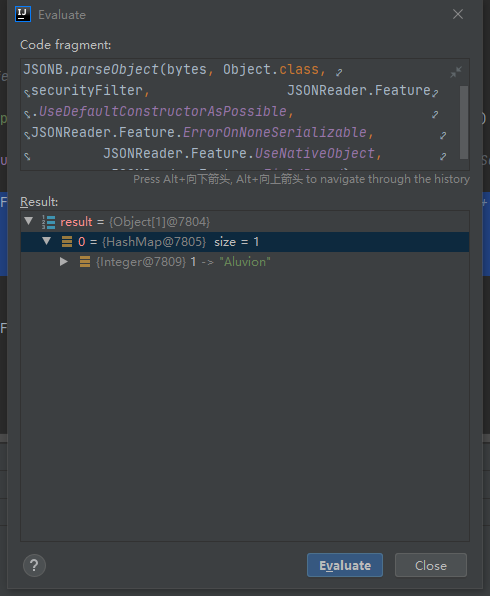 Evaluate
Code fragment:
JSONB.parseObject(bytes, Object.class,
securityFilter, JSONReader.Feature
.UseDefaultConstructorAsPossible,
JSONReader.Feature.ErrorOnNoneSerializable,
JSONReader.Feature.UseNativeObject,
Press Alt+向下箭头, Alt+向上箭头 to navigate through the history
Result:
result = {Object[1]@7804}
0 = {HashMap@7805} size = 1
{Integer@7809} 1 -> "Aluvion"
?
Evaluate
Close